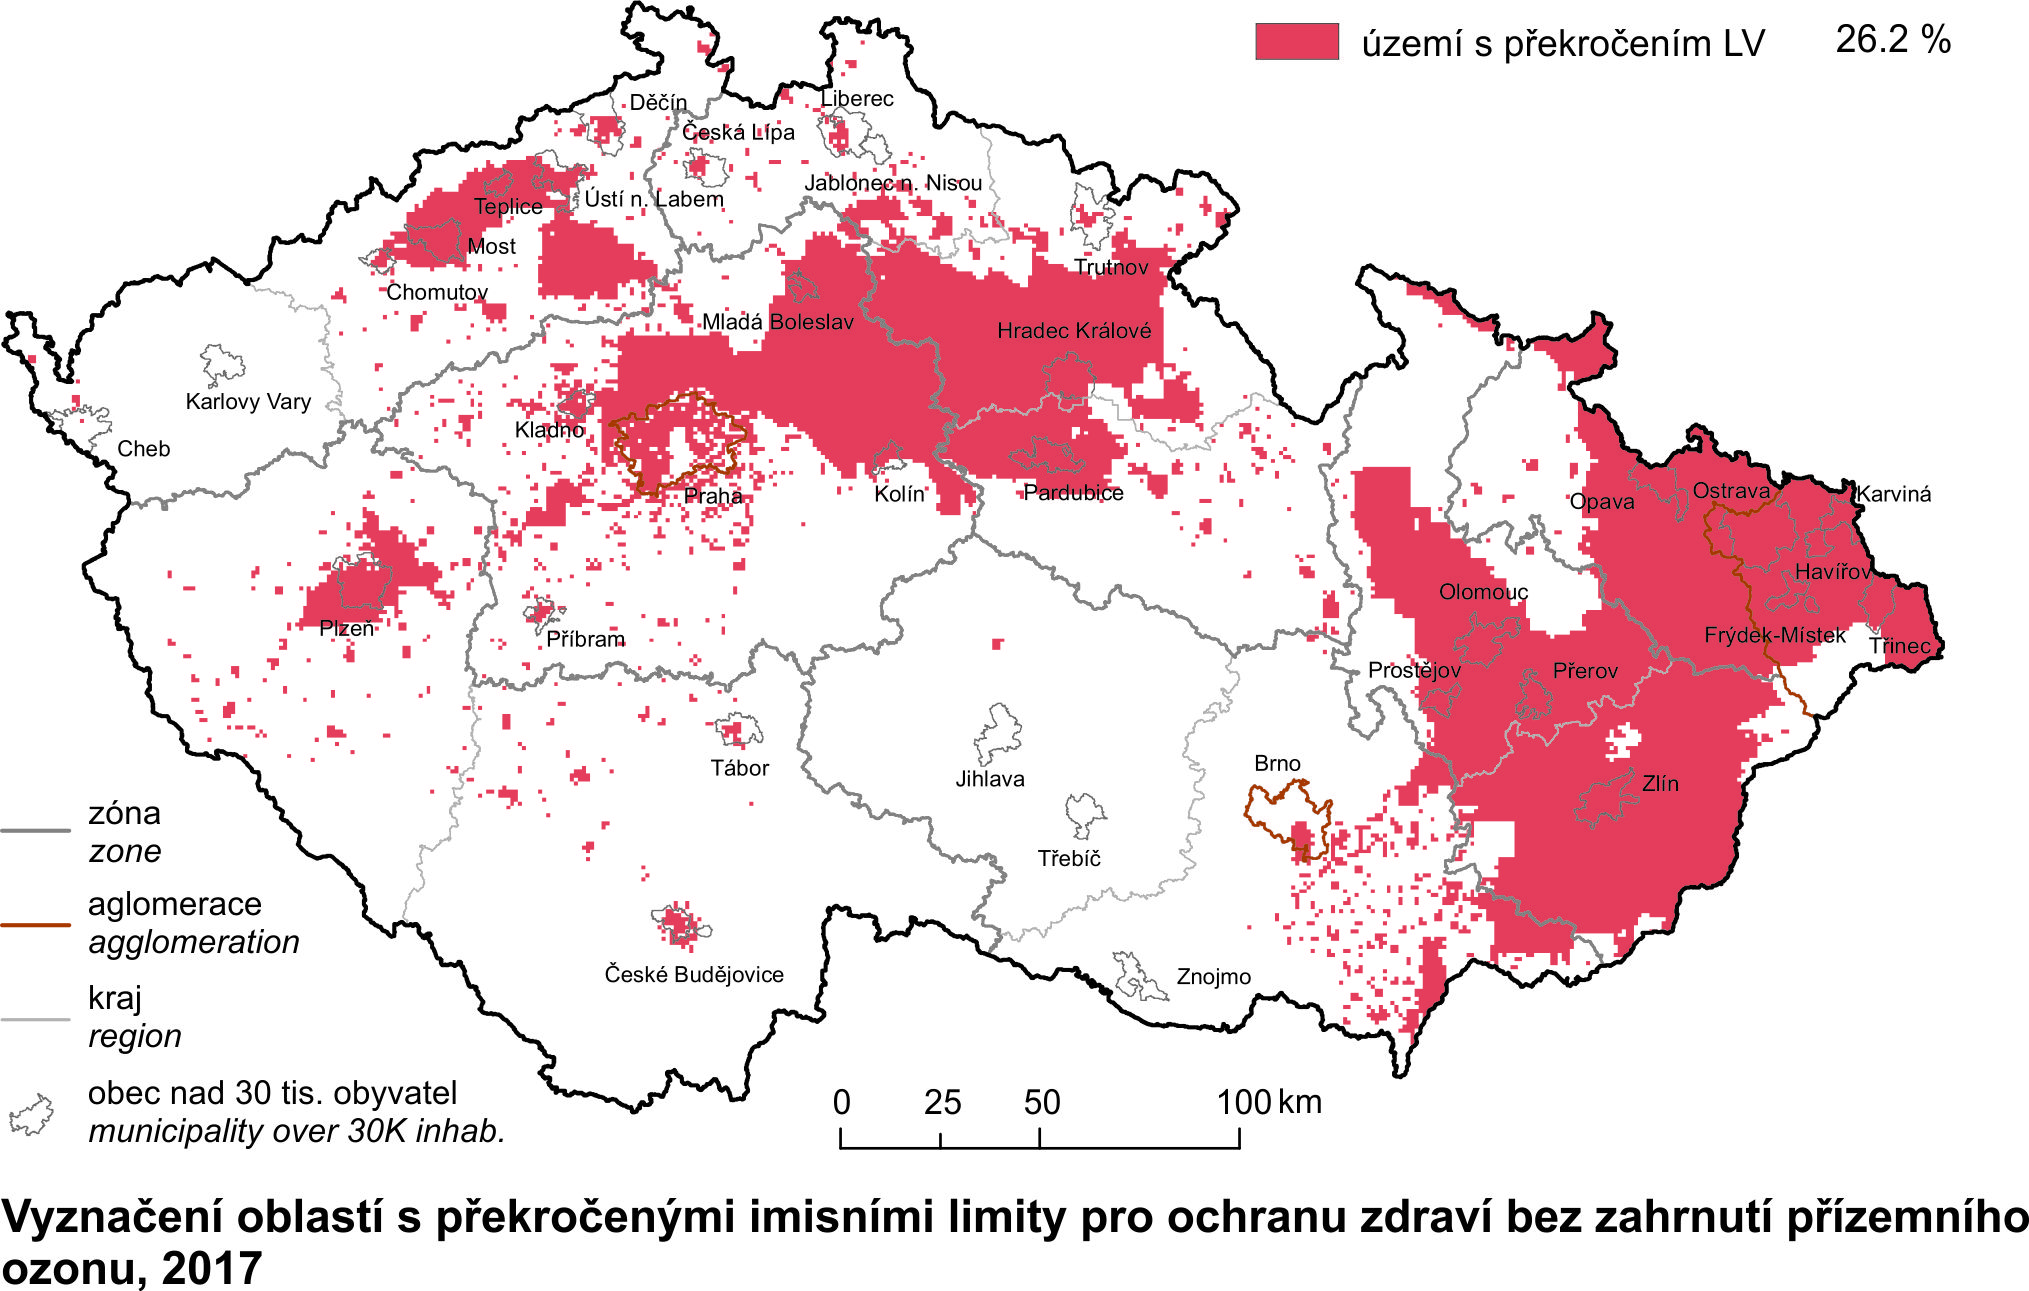 území s překročením LV 26.2 %
Děčín
Liberec
Česká Lípa
Jablonec n. Nisou
Teplice
Ústí n. Labem
Most
Trutnov
Chomutov
Mladá Boleslav
Hradec Králové
Karlovy Vary
Kladno
Cheb
Praha
Kolín
Pardubice
Opava
Ostrava
Karviná
Havířov
Olomouc
Plzeň
Příbram
Frýdek-Místek
Třinec
Prostějov
Přerov
Tábor
Jihlava
Brno
Zlín
Třebíč
České Budějovice
Znojmo
zóna
zone
aglomerace
agglomeration
kraj
region
obec nad 30 tis. obyvatel
municipality over 30K inhab.
0 25 50 100 km
Vyznačení oblastí s překročenými imisními limity pro ochranu zdraví bez zahrnutí přízemního
ozonu, 2017